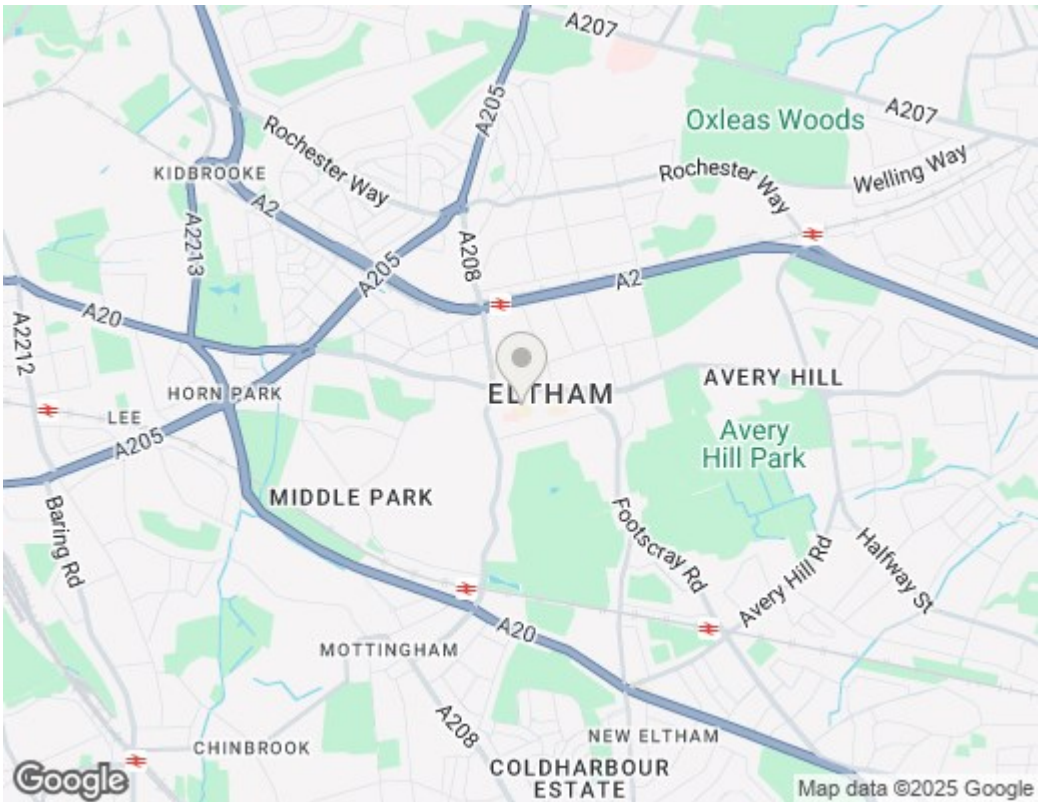 A207
A205
Oxleas Woods
A207
Rochester Way
KIDBROOKE
Rochester Way
Welling Way
A2
A2213
A208
A205
A2
A20
A2212
HORN PARK
LEE
ELTHAM
AVERY HILL
A205
Avery
Hill Park
MIDDLE PARK
Baring Rd
Footscray Rd
Halfway St
Avery Hill Rd
A20
MOTTINGHAM
A208
CHINBROOK
NEW ELTHAM
COLDHARBOUR
ESTATE
Google
Map data ©2025 Google